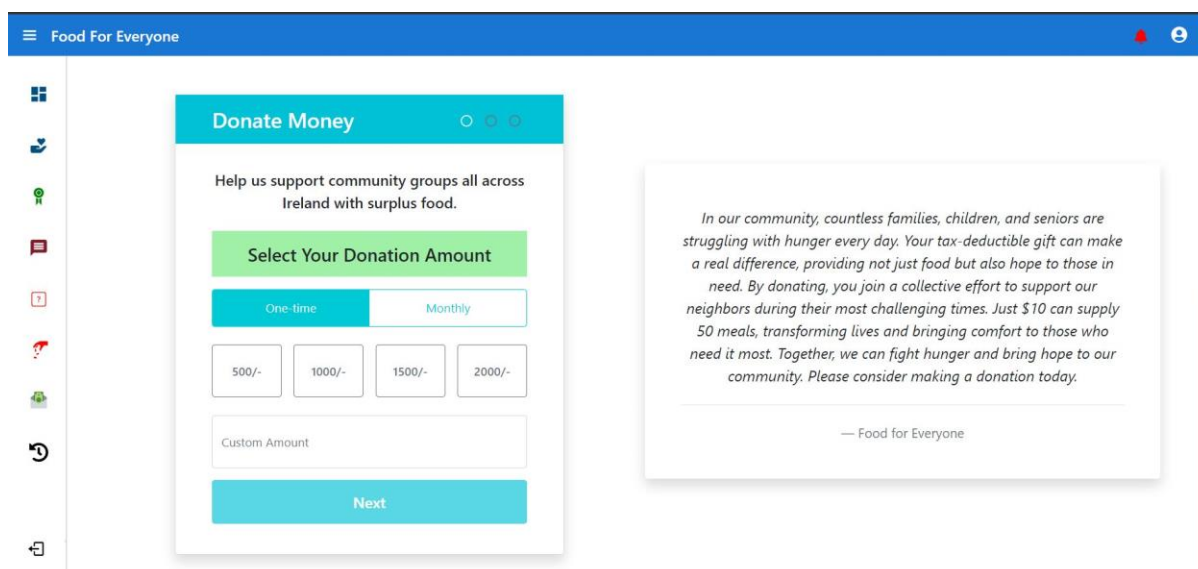 Food For Everyone
Donate Money
Help us support community groups all across
Ireland with surplus food.
Select Your Donation Amount
One-time
Monthly
500/-
1000/-
1500/-
2000/-
Custom Amount
Next
In our community, countless families, children, and seniors are
struggling with hunger every day. Your tax-deductible gift can make
a real difference, providing not just food but also hope to those in
need. By donating, you join a collective effort to support our
neighbors during their most challenging times. Just $10 can supply
50 meals, transforming lives and bringing comfort to those who
need it most. Together, we can fight hunger and bring hope to our
community. Please consider making a donation today.
— Food for Everyone